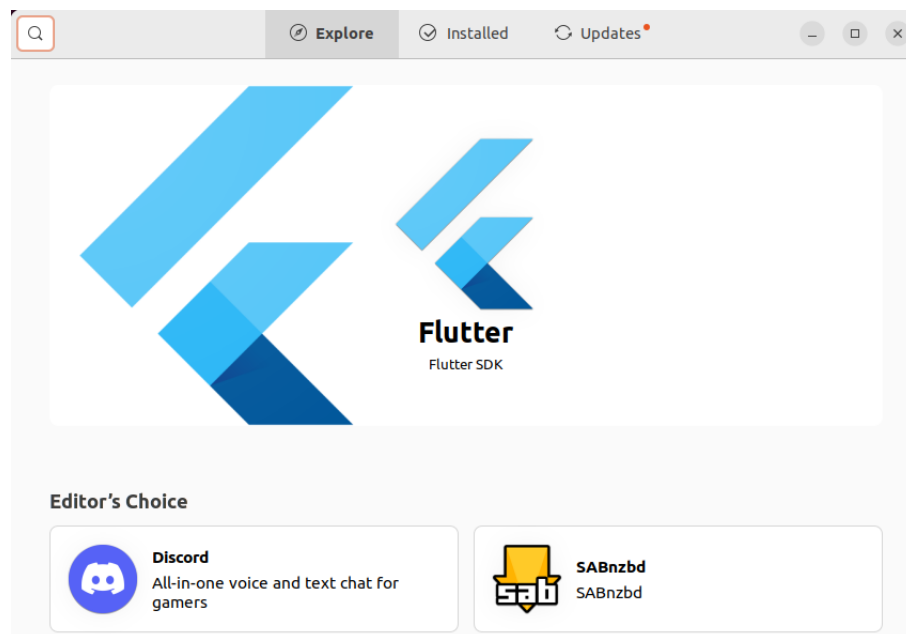 Explore Installed Updates
Flutter
Flutter SDK
Editor's Choice
Discord
All-in-one voice and text chat for
gamers
sab
SABnzbd
SABnzbd